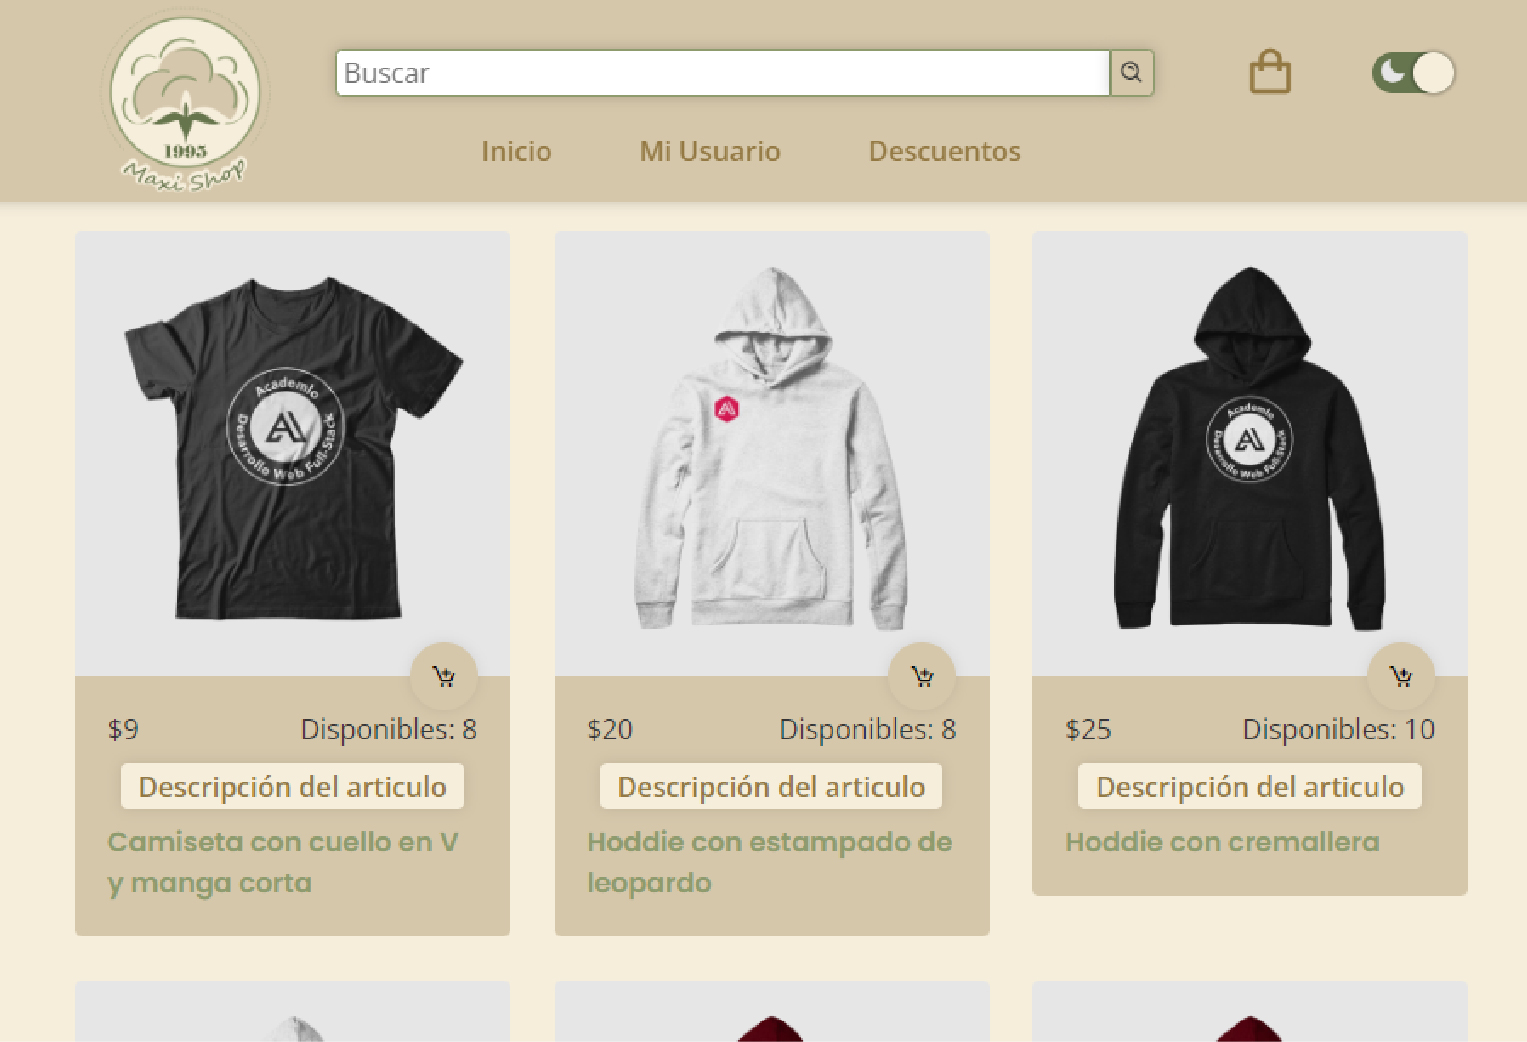 Buscar
1995
Maxi Shop
Inicio Mi Usuario Descuentos
Academlo
Desarrollo Web Full-Stack
Academlo
Desarrollo Web Full-Stack
$9 Disponibles: 8
$20 Disponibles: 8
$25 Disponibles: 10
Descripción del articulo
Descripción del articulo
Descripción del articulo
Camiseta con cuello en V
y manga corta
Hoddie con estampado de
leopardo
Hoddie con cremallera